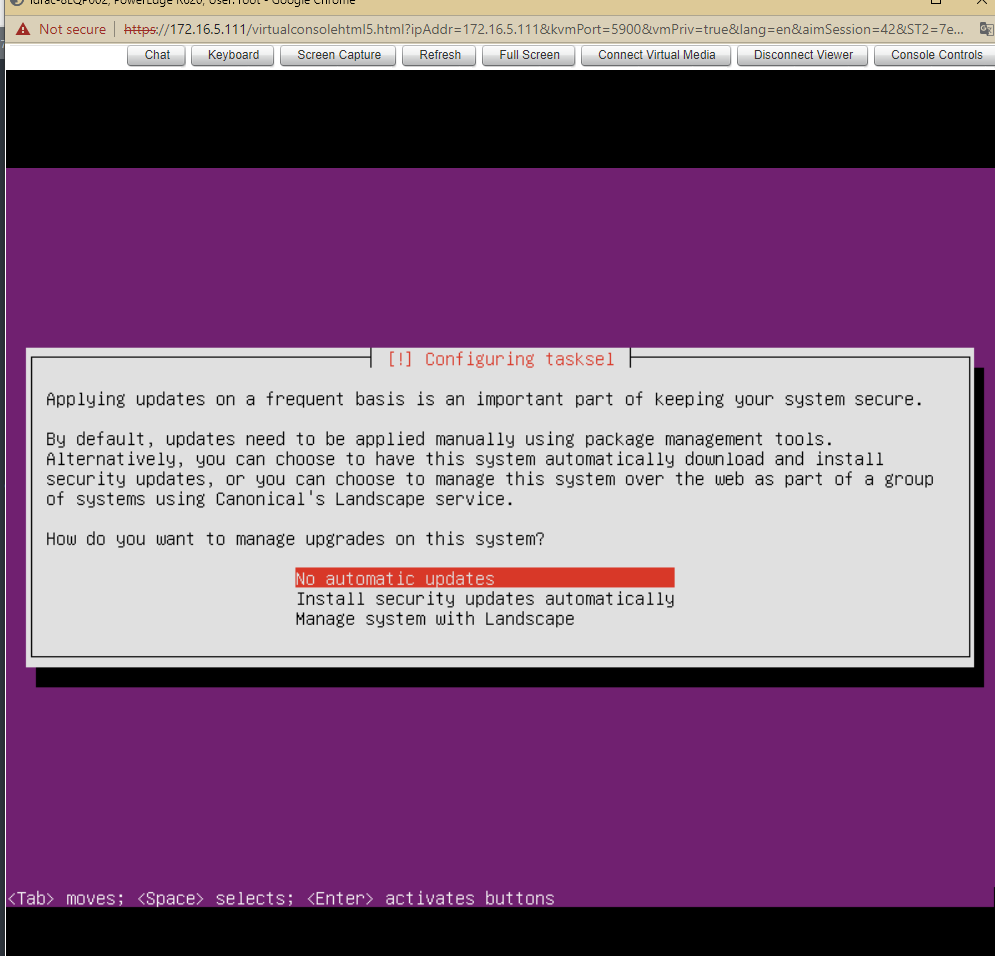 PowerEdge R620, User: root - Google Chrome
Not secure | https://172.16.5.111/virtualconsolehtml5.html?ipAddr=172.16.5.111&kvmPort=5900&vmPriv=true&lang=en&aimSession=42&ST2=7e...
Chat Keyboard Screen Capture Refresh Full Screen Connect Virtual Media Disconnect Viewer Console Controls
[!] Configuring tasksel
Applying updates on a frequent basis is an important part of keeping your system secure.
By default, updates need to be applied manually using package management tools.
Alternatively, you can choose to have this system automatically download and install
security updates, or you can choose to manage this system over the web as part of a group
of systems using Canonical's Landscape service.
How do you want to manage upgrades on this system?
No automatic updates
Install security updates automatically
Manage system with Landscape
<Tab> moves; <Space> selects; <Enter> activates buttons